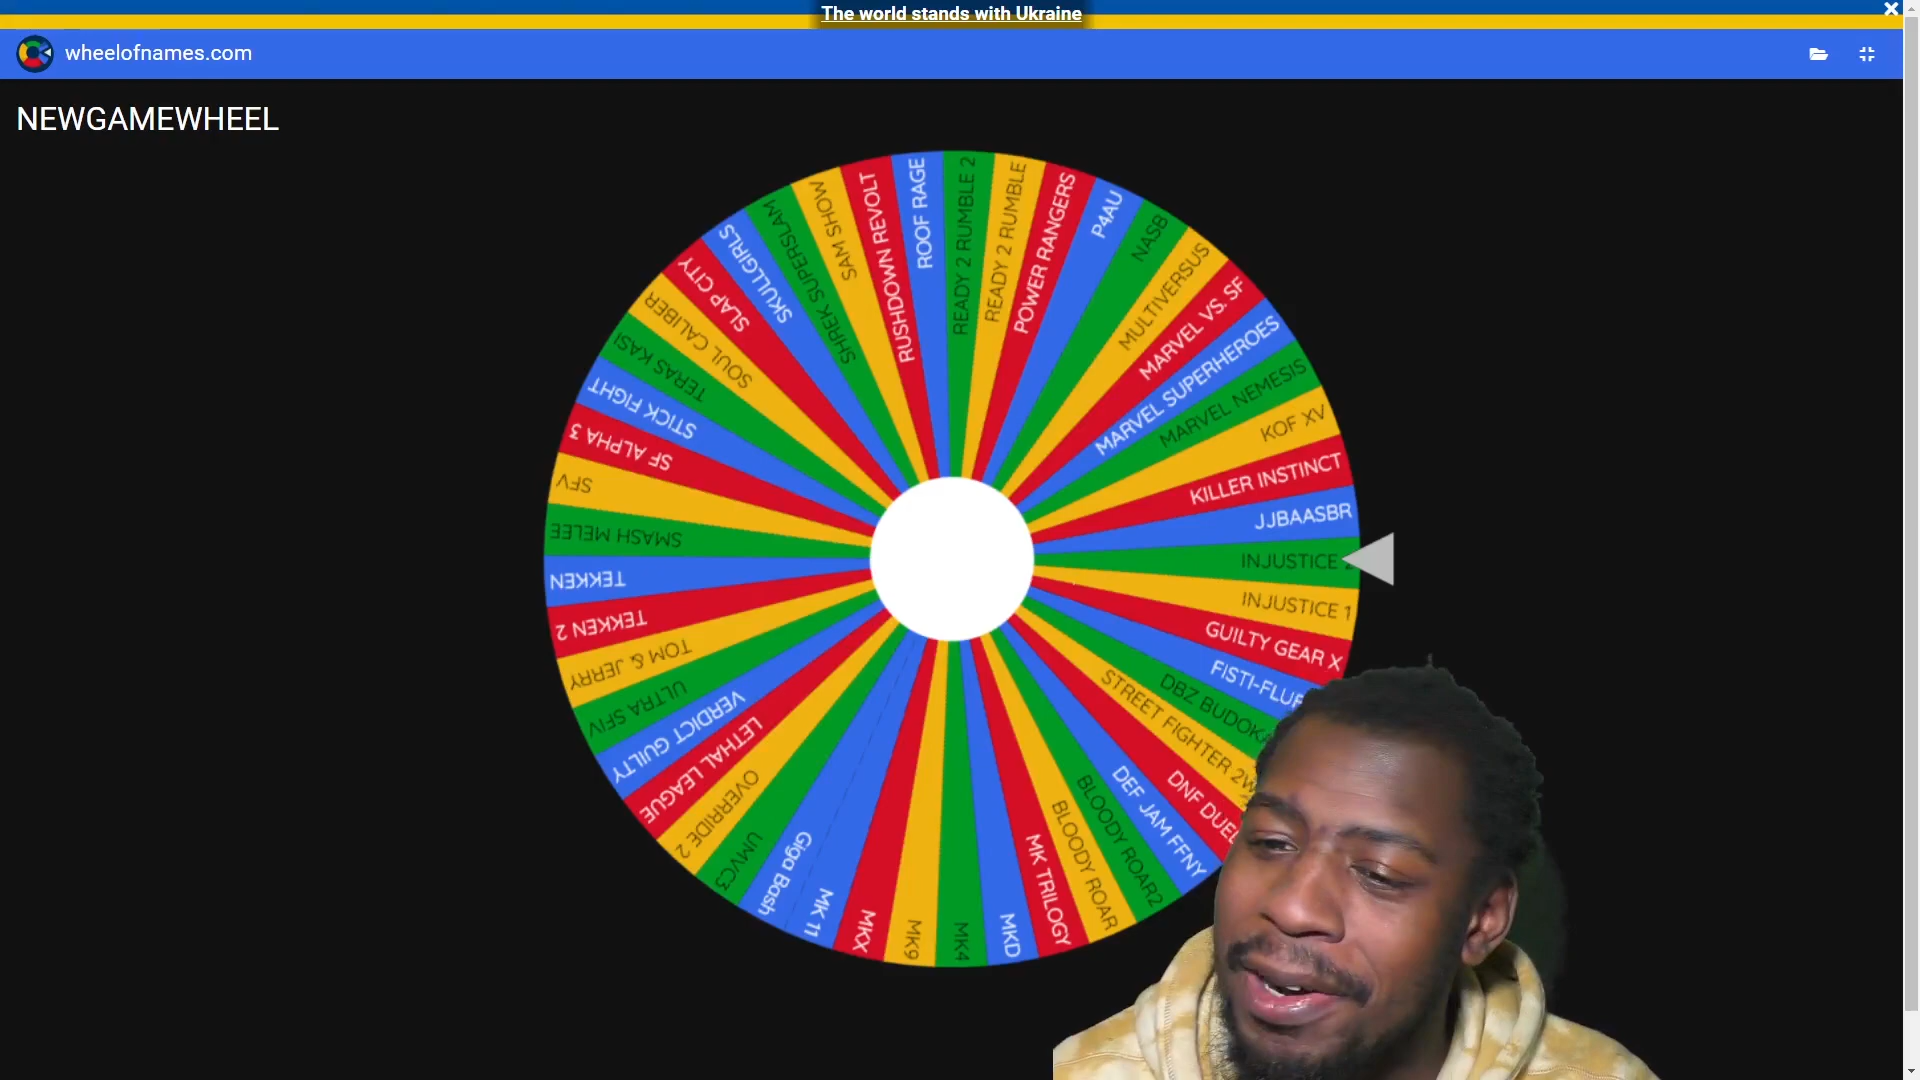 The world stands with Ukraine
wheelofnames.com
NEWGAMEWHEEL
READY 2 RUMBLE 2
READY 2 RUMBLE
POWER RANGERS
P4AU
NASB
MULTIVERSUS
MARVEL VS. SF
MARVEL SUPERHEROES
MARVEL NEMESIS
KOF XV
KILLER INSTINCT
JJBAASBR
INJUSTICE
INJUSTICE 1
GUILTY GEAR X
DBZ
STREET FIGHTER
DNF
DEF JAM FFNY
BLOODY ROAR2
BLOODY ROAR
MK TRILOGY
MKD
MK4
MK9
MKX
MK 11
Giga Bash
UMVC3
OVERRIDE 2
LETHAL LEAGUE
VERDICT GUILTY
ULTRA SFIV
TOM & JERRY
TEKKEN 2
TEKKEN
SMASH MELEE
SFV
SF ALPHA 3
STICK FIGHT
TERAS KASI
SOUL CALIBER
SLAP CITY
SKULLGIRLS
SHREK SUPERSLAM
SAM SHOW
RUSHDOWN REVOLT
ROOF RAGE